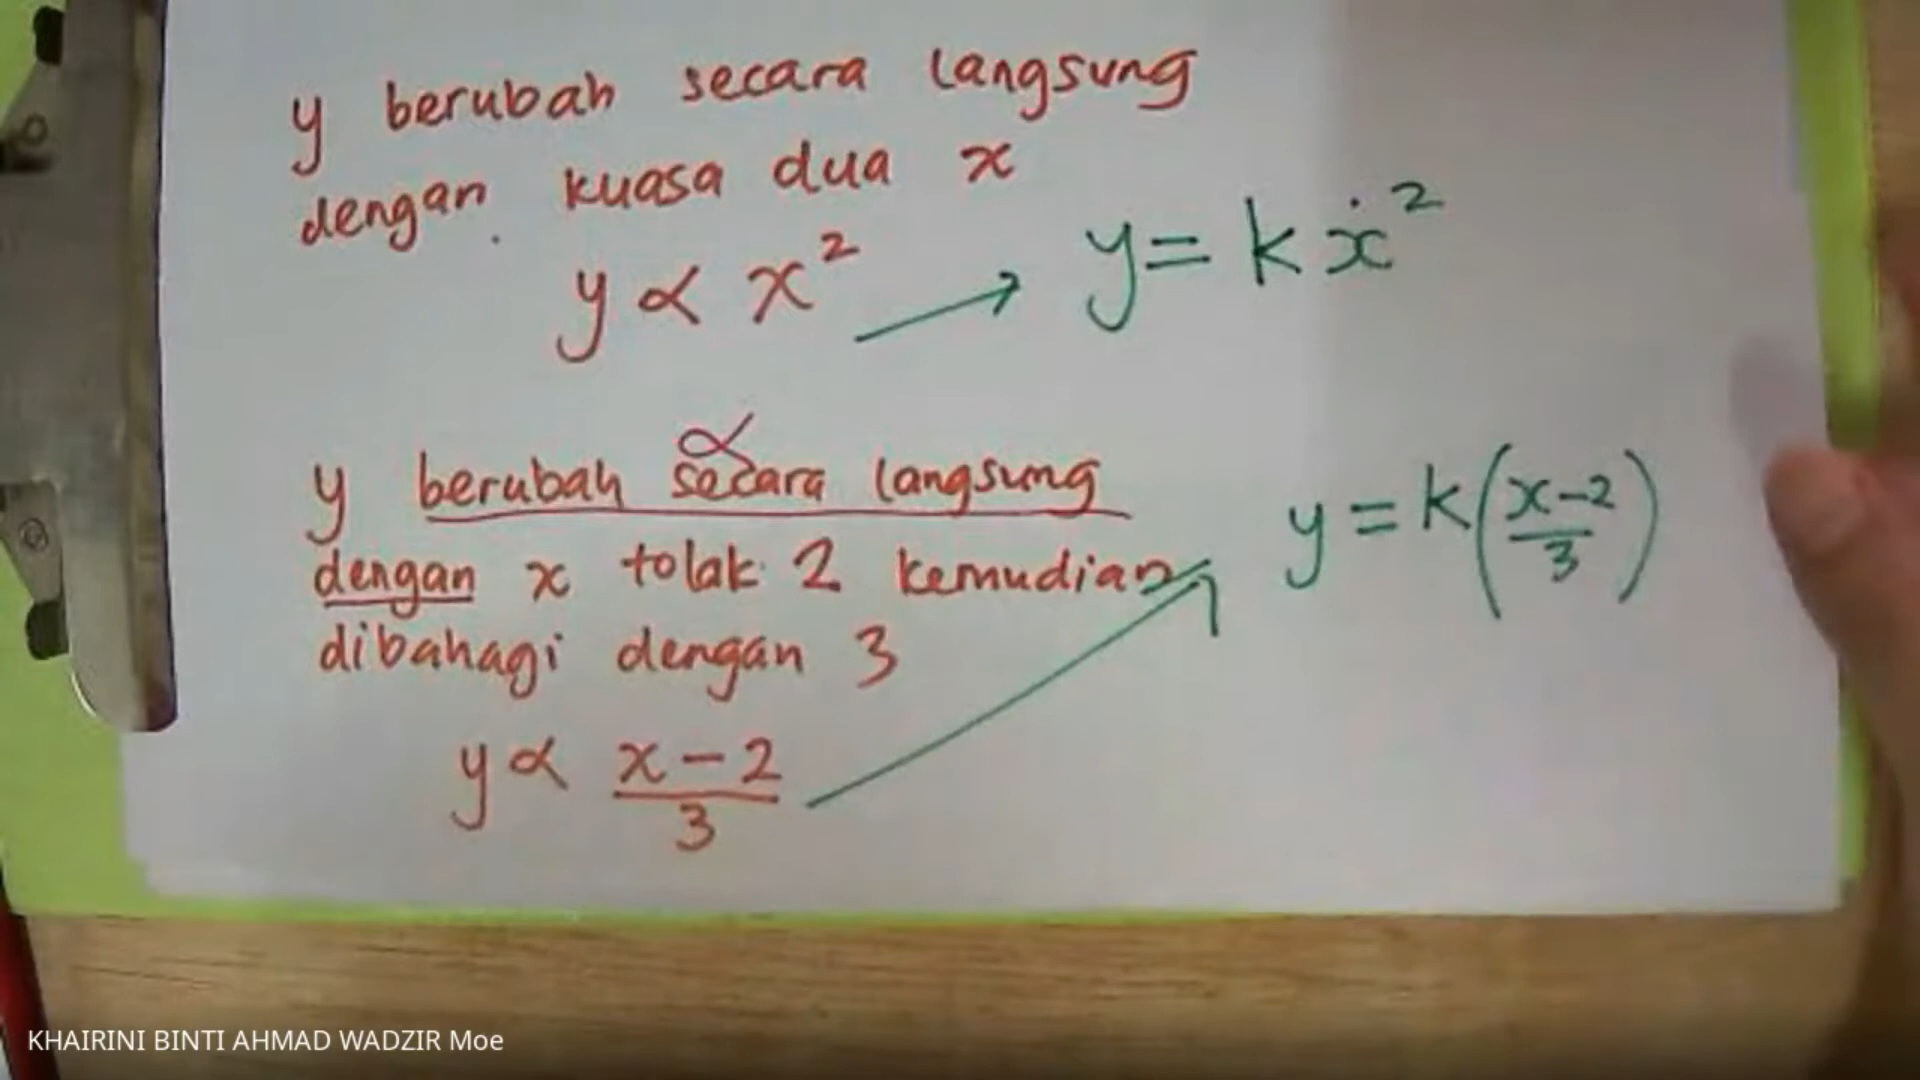 y berubah secara langsung
dengan kuasa dua x
y ∝ x² → y = kx²
∝
y berubah secara langsung
dengan x tolak 2 kemudian
dibahagi dengan 3
y = k(x-2/3)
y ∝ x-2/3
KHAIRINI BINTI AHMAD WADZIR Moe